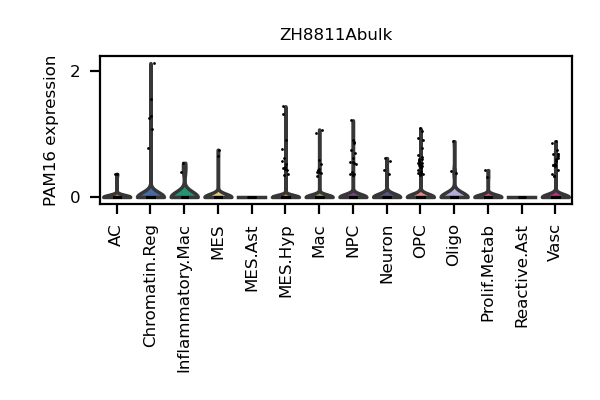 ZH8811Abulk
PAM16 expression
2
0
AC
Chromatin.Reg
Inflammatory.Mac
MES
MES.Ast
MES.Hyp
Mac
NPC
Neuron
OPC
Oligo
Prolif.Metab
Reactive.Ast
Vasc